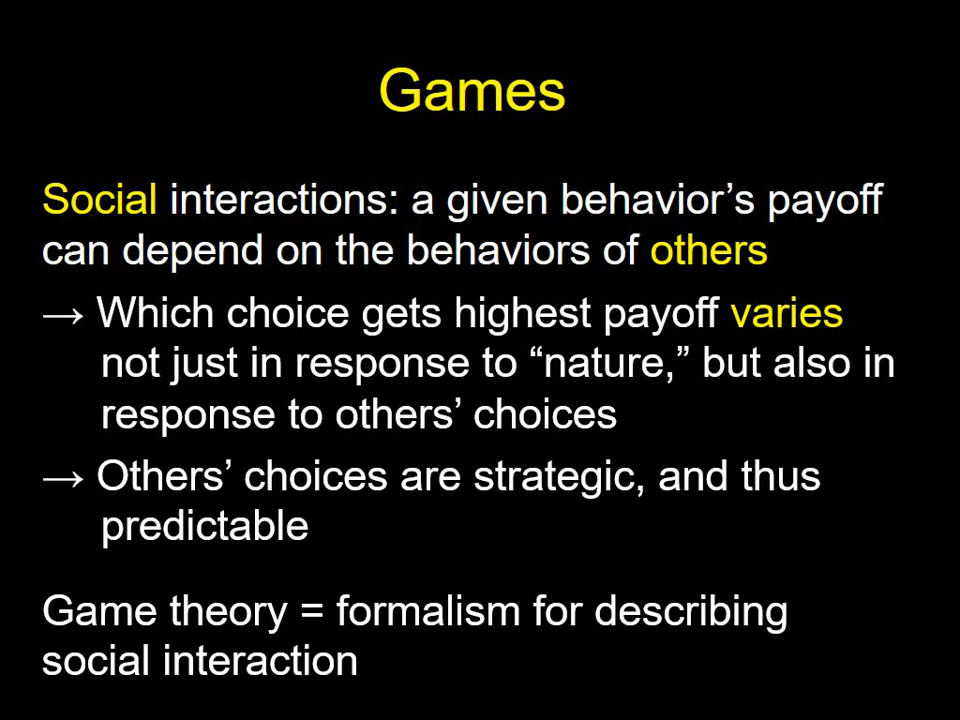 Games
Social interactions: a given behavior’s payoff
can depend on the behaviors of others
→ Which choice gets highest payoff varies
not just in response to “nature,” but also in
response to others’ choices
→ Others’ choices are strategic, and thus
predictable
Game theory = formalism for describing
social interaction